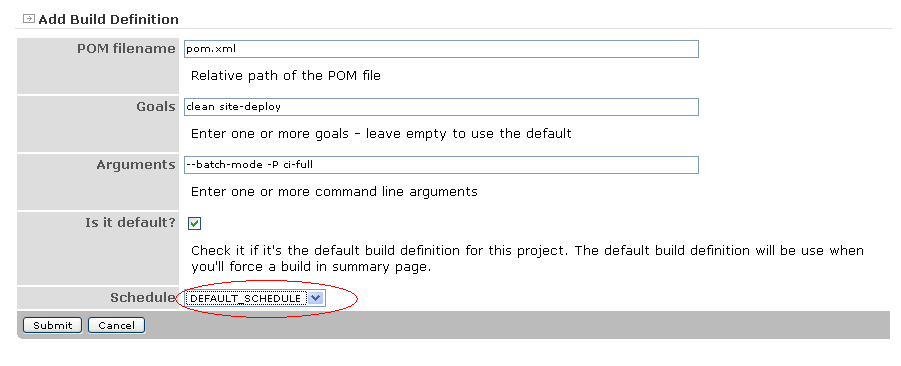 Add Build Definition
POM filename
pom.xml
Relative path of the POM file
Goals
clean site-deploy
Enter one or more goals - leave empty to use the default
Arguments
--batch-mode -P ci-full
Enter one or more command line arguments
Is it default?
Check it if it's the default build definition for this project. The default build definition will be use when
you'll force a build in summary page.
Schedule
DEFAULT_SCHEDULE
Submit Cancel